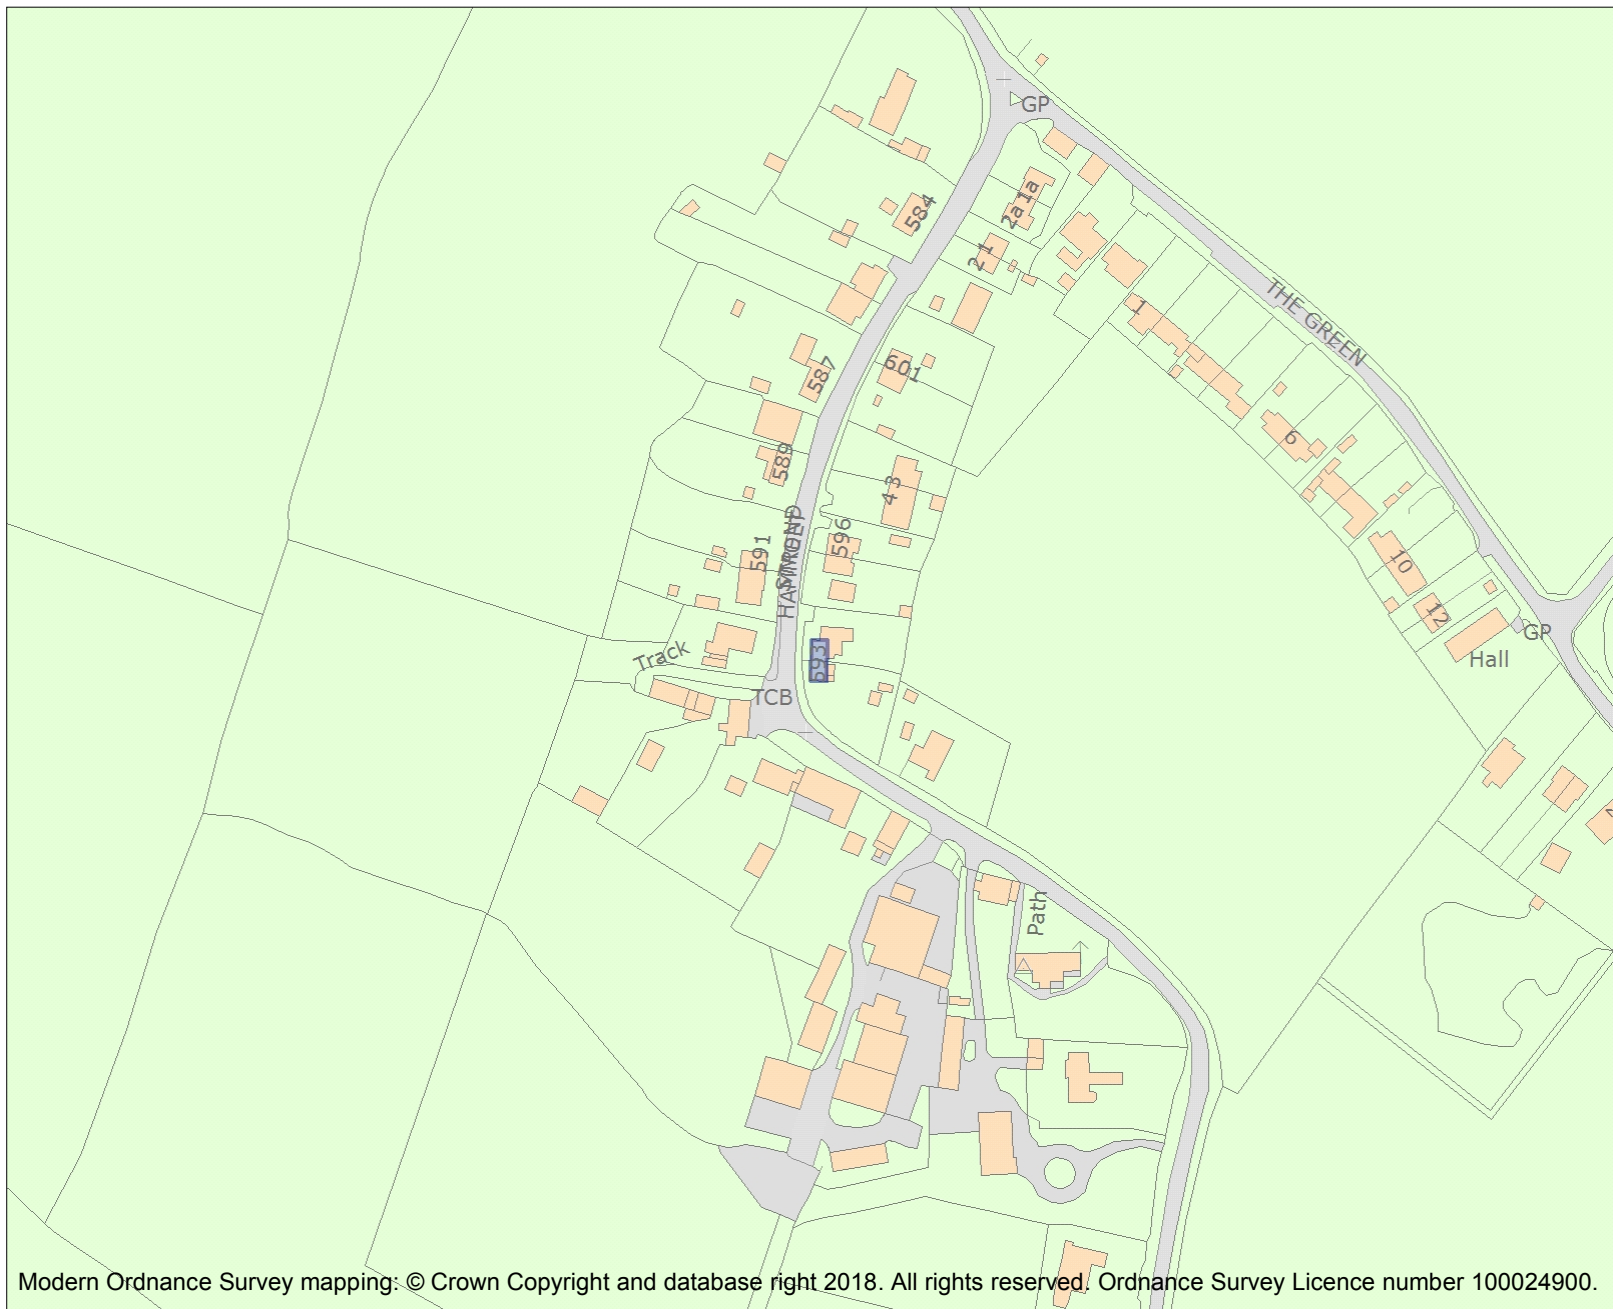 GP
584
2a 1a
2 1
1
THE GREEN
587
601
6
589
4 3
596
591
HAMMOND
10
12
GP
Track
593
Hall
TCB
Path
Modern Ordnance Survey mapping: © Crown Copyright and database right 2018. All rights reserved. Ordnance Survey Licence number 100024900.